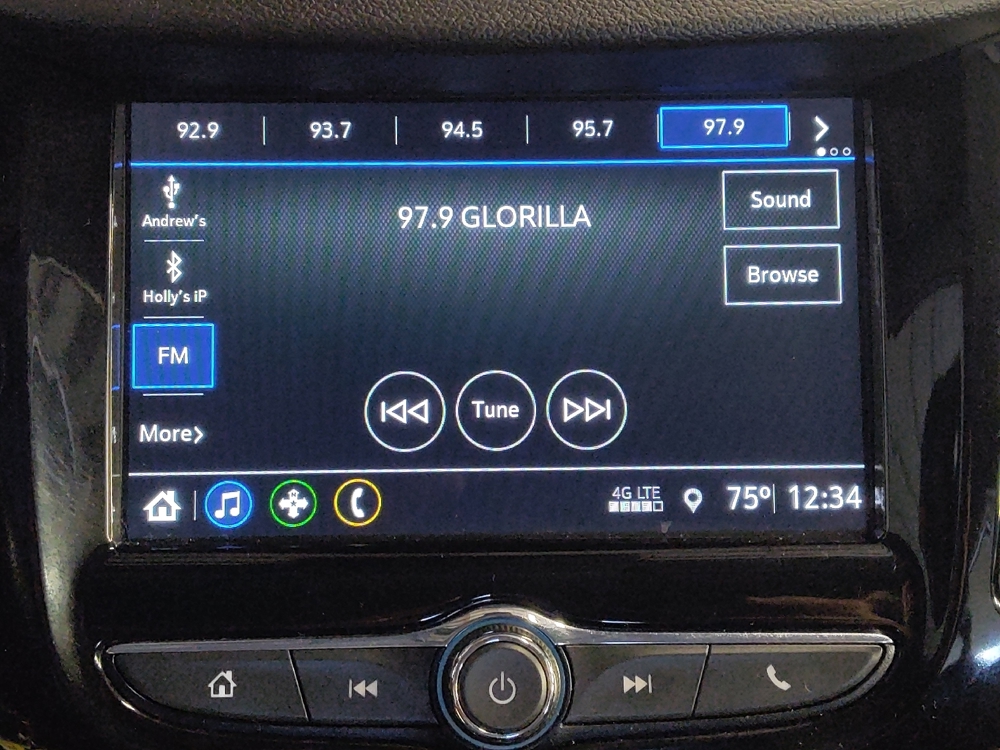 92.9
93.7
94.5
95.7
97.9
Andrew's
97.9 GLORILLA
Sound
Holly's iP
Browse
FM
Tune
More>
4G LTE
75°
12:34